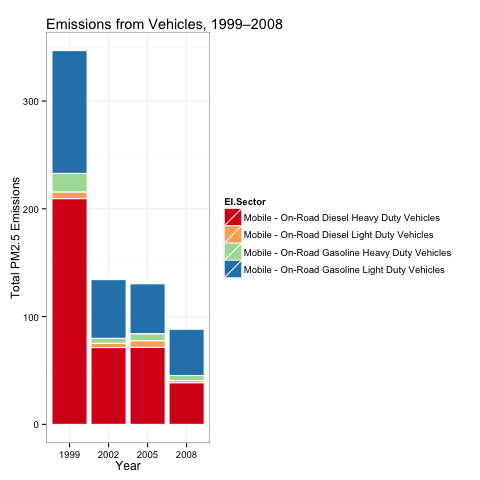 Emissions from Vehicles, 1999–2008
Total PM2.5 Emissions
300
200
100
0
1999 2002 2005 2008
Year
EI.Sector
Mobile - On-Road Diesel Heavy Duty Vehicles
Mobile - On-Road Diesel Light Duty Vehicles
Mobile - On-Road Gasoline Heavy Duty Vehicles
Mobile - On-Road Gasoline Light Duty Vehicles